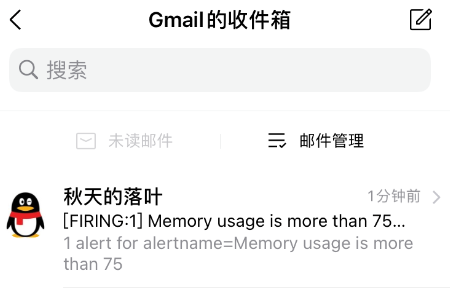 Gmail的收件箱
搜索
未读邮件
邮件管理
秋天的落叶
1分钟前
[FIRING:1] Memory usage is more than 75...
1 alert for alertname=Memory usage is more
than 75